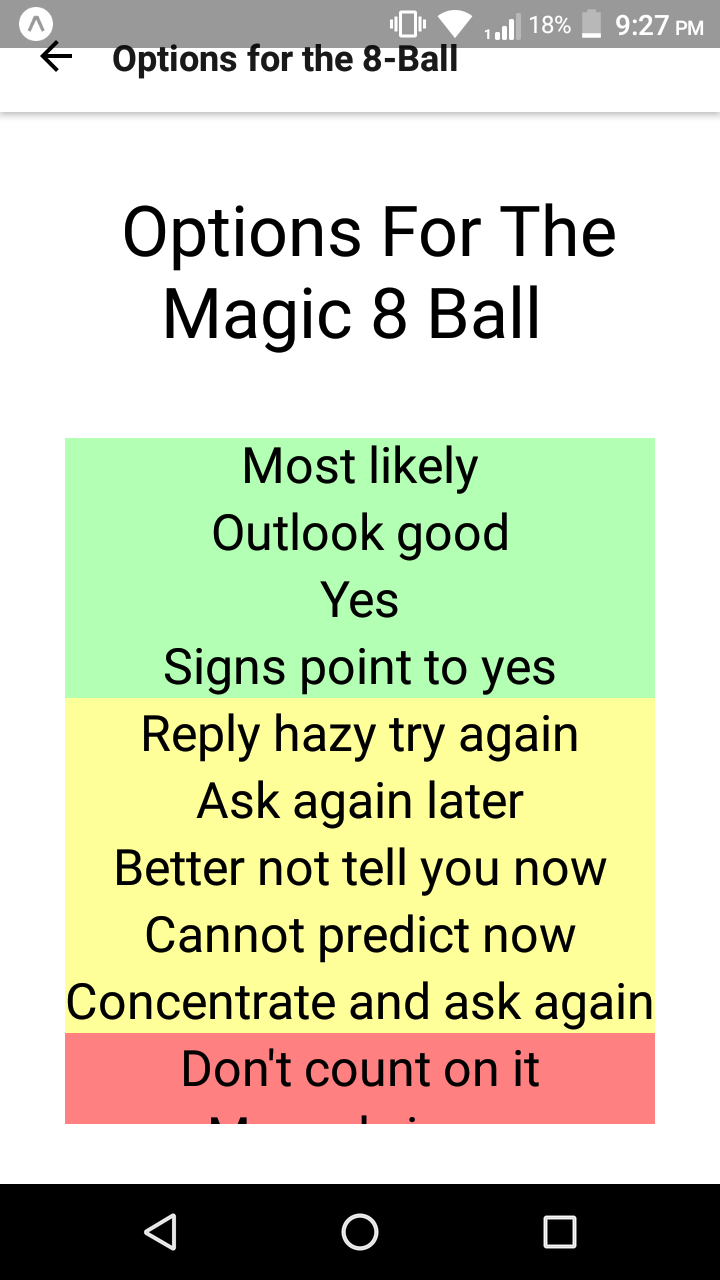 1 18% 9:27 PM
Options for the 8-Ball
Options For The
Magic 8 Ball
Most likely
Outlook good
Yes
Signs point to yes
Reply hazy try again
Ask again later
Better not tell you now
Cannot predict now
Concentrate and ask again
Don't count on it